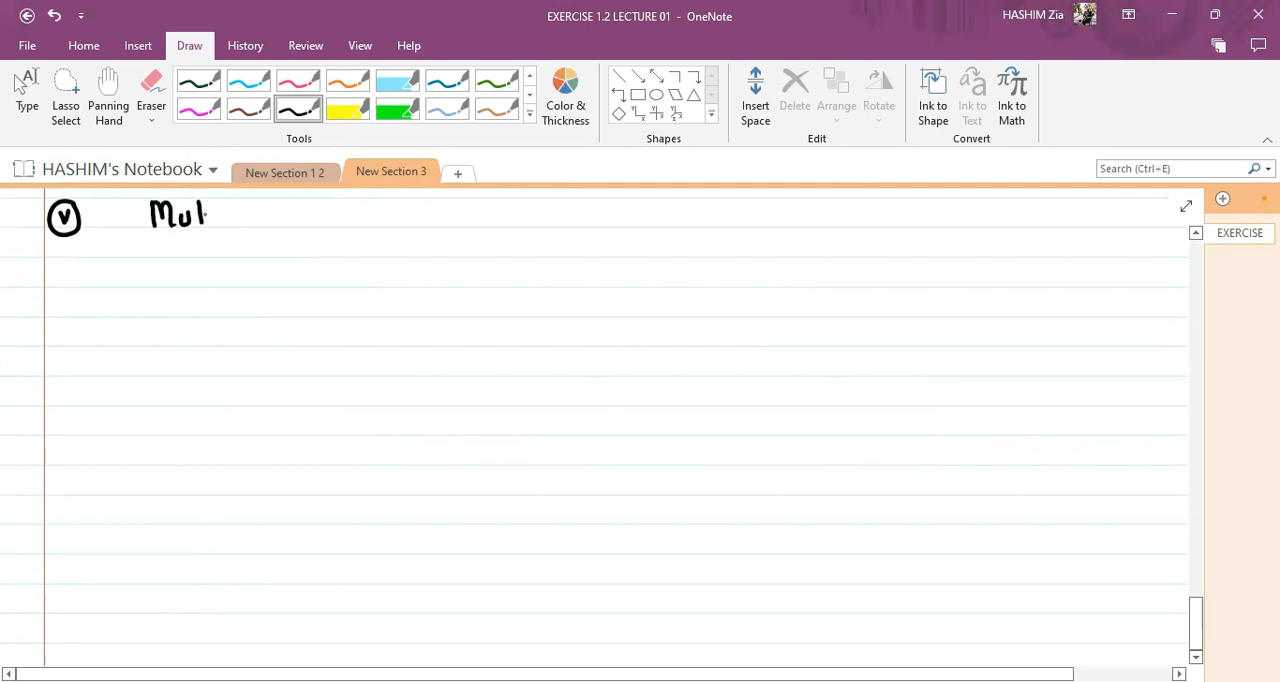 EXERCISE 1.2 LECTURE 01 - OneNote
HASHIM Zia
File Home Insert Draw History Review View Help
Type
Lasso Select
Panning Hand
Eraser
Color & Thickness
Insert Space
Delete
Arrange
Rotate
Ink to Shape
Ink to Text
Ink to Math
Tools
Shapes
Edit
Convert
HASHIM's Notebook
New Section 1 2
New Section 3
Search (Ctrl+E)
EXERCISE
V Mul